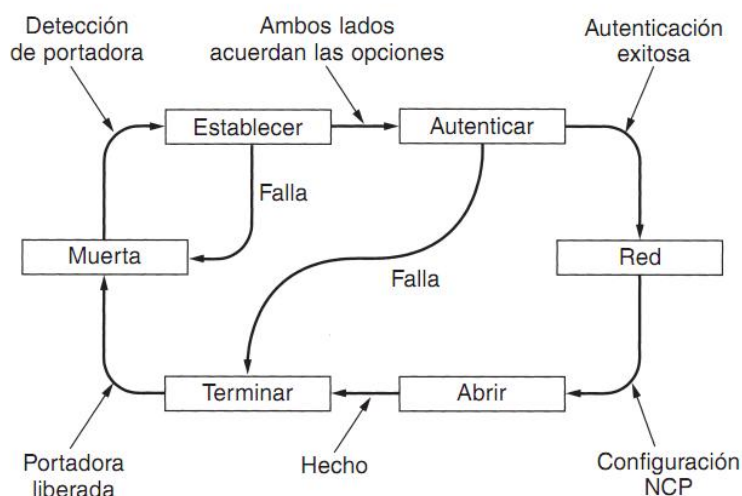 Detección
de portadora
Ambos lados
acuerdan las opciones
Autenticación
exitosa
Establecer
Autenticar
Falla
Muerta
Falla
Red
Terminar
Abrir
Portadora
liberada
Hecho
Configuración
NCP